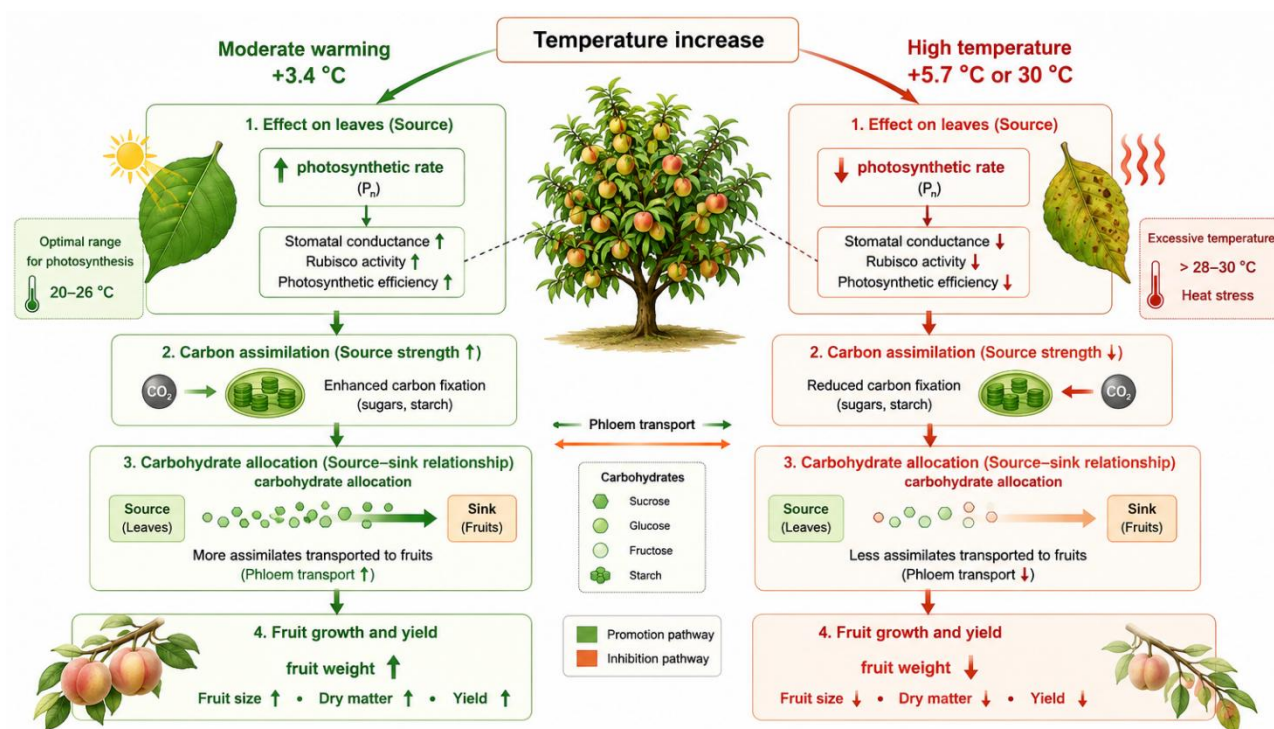 Temperature increase
Moderate warming
+3.4 °C
1. Effect on leaves (Source)
↑ photosynthetic rate
(Pₙ)
Stomatal conductance ↑
Rubisco activity ↑
Photosynthetic efficiency ↑
Optimal range
for photosynthesis
20–26 °C
2. Carbon assimilation (Source strength ↑)
CO₂
Enhanced carbon fixation
(sugars, starch)
3. Carbohydrate allocation (Source–sink relationship)
carbohydrate allocation
Source
(Leaves)
Sink
(Fruits)
More assimilates transported to fruits
(Phloem transport ↑)
4. Fruit growth and yield
fruit weight ↑
Fruit size ↑ • Dry matter ↑ • Yield ↑
Phloem transport
Carbohydrates
Sucrose
Glucose
Fructose
Starch
Promotion pathway
Inhibition pathway
High temperature
+5.7 °C or 30 °C
1. Effect on leaves (Source)
↓ photosynthetic rate
(Pₙ)
Stomatal conductance ↓
Rubisco activity ↓
Photosynthetic efficiency ↓
Excessive temperature
> 28–30 °C
Heat stress
2. Carbon assimilation (Source strength ↓)
Reduced carbon fixation
(sugars, starch)
CO₂
3. Carbohydrate allocation (Source–sink relationship)
carbohydrate allocation
Source
(Leaves)
Sink
(Fruits)
Less assimilates transported to fruits
(Phloem transport ↓)
4. Fruit growth and yield
fruit weight ↓
Fruit size ↓ • Dry matter ↓ • Yield ↓